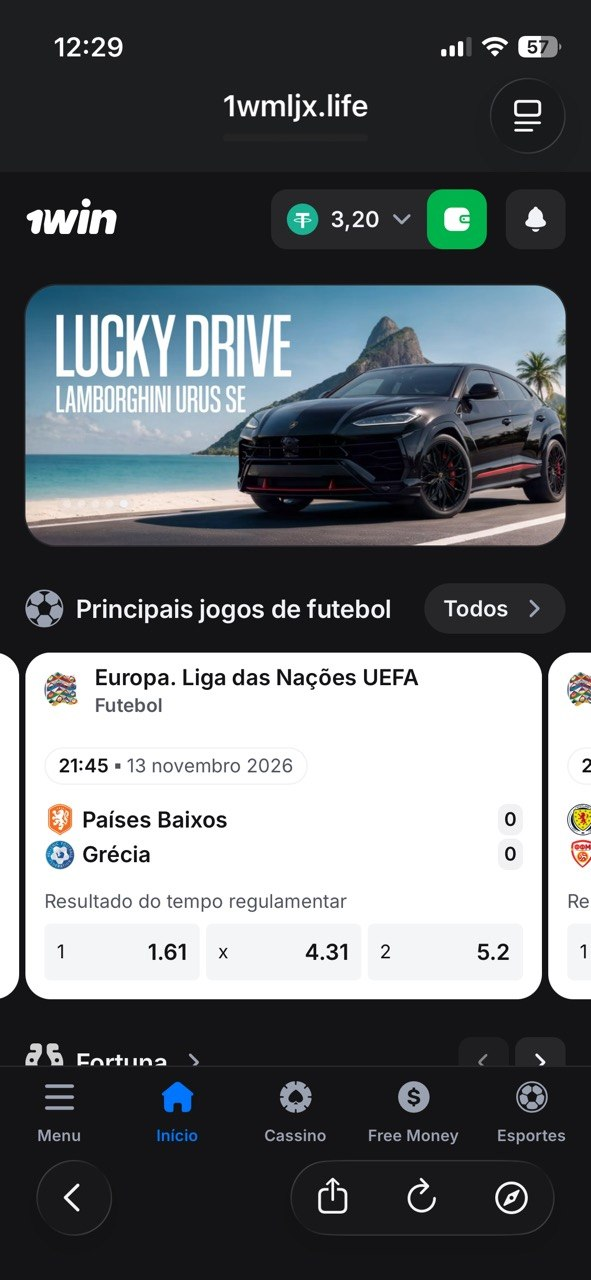 12:29
57
1wmljx.life
1win
3,20
LUCKY DRIVE
LAMBORGHINI URUS SE
Principais jogos de futebol
Todos
Europa. Liga das Nações UEFA
Futebol
21:45 ▪ 13 novembro 2026
Países Baixos 0
Grécia 0
Resultado do tempo regulamentar
Re
1 1.61 x 4.31 2 5.2
1
Fortuna
Menu
Início
Cassino
Free Money
Esportes